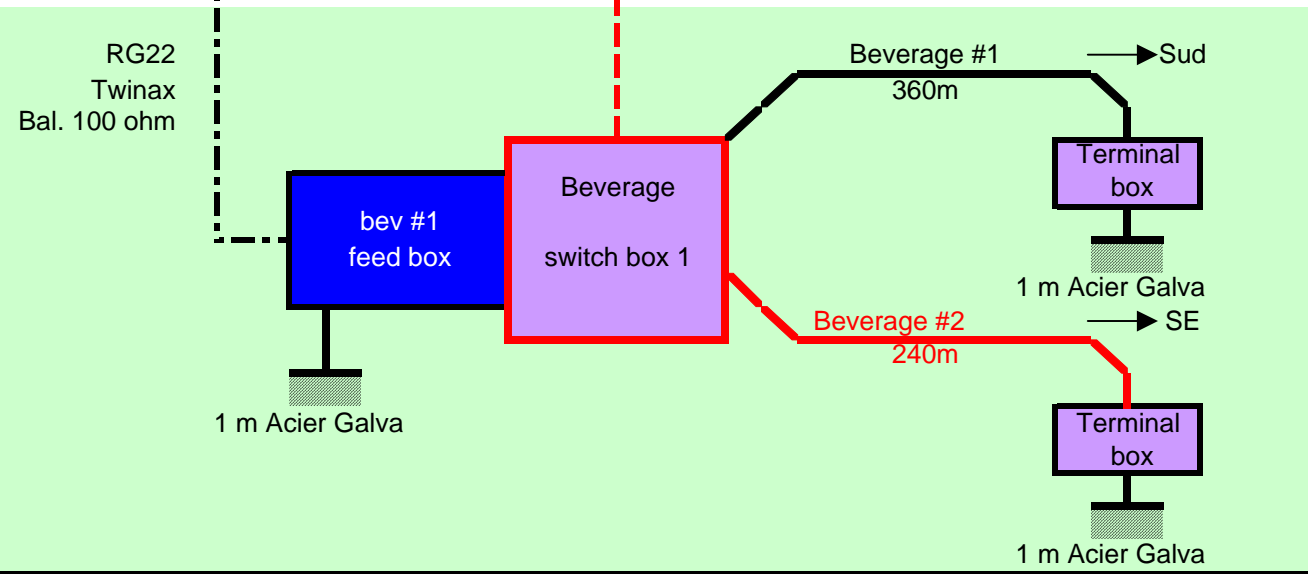 RG22
Twinax
Bal. 100 ohm
Beverage #1
360m
Sud
Terminal
box
1 m Acier Galva
bev #1
feed box
Beverage
switch box 1
Beverage #2
240m
SE
Terminal
box
1 m Acier Galva
1 m Acier Galva